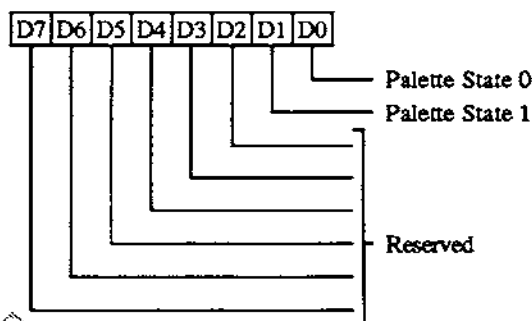 D7 D6 D5 D4 D3 D2 D1 D0
Palette State 0
Palette State 1
Reserved